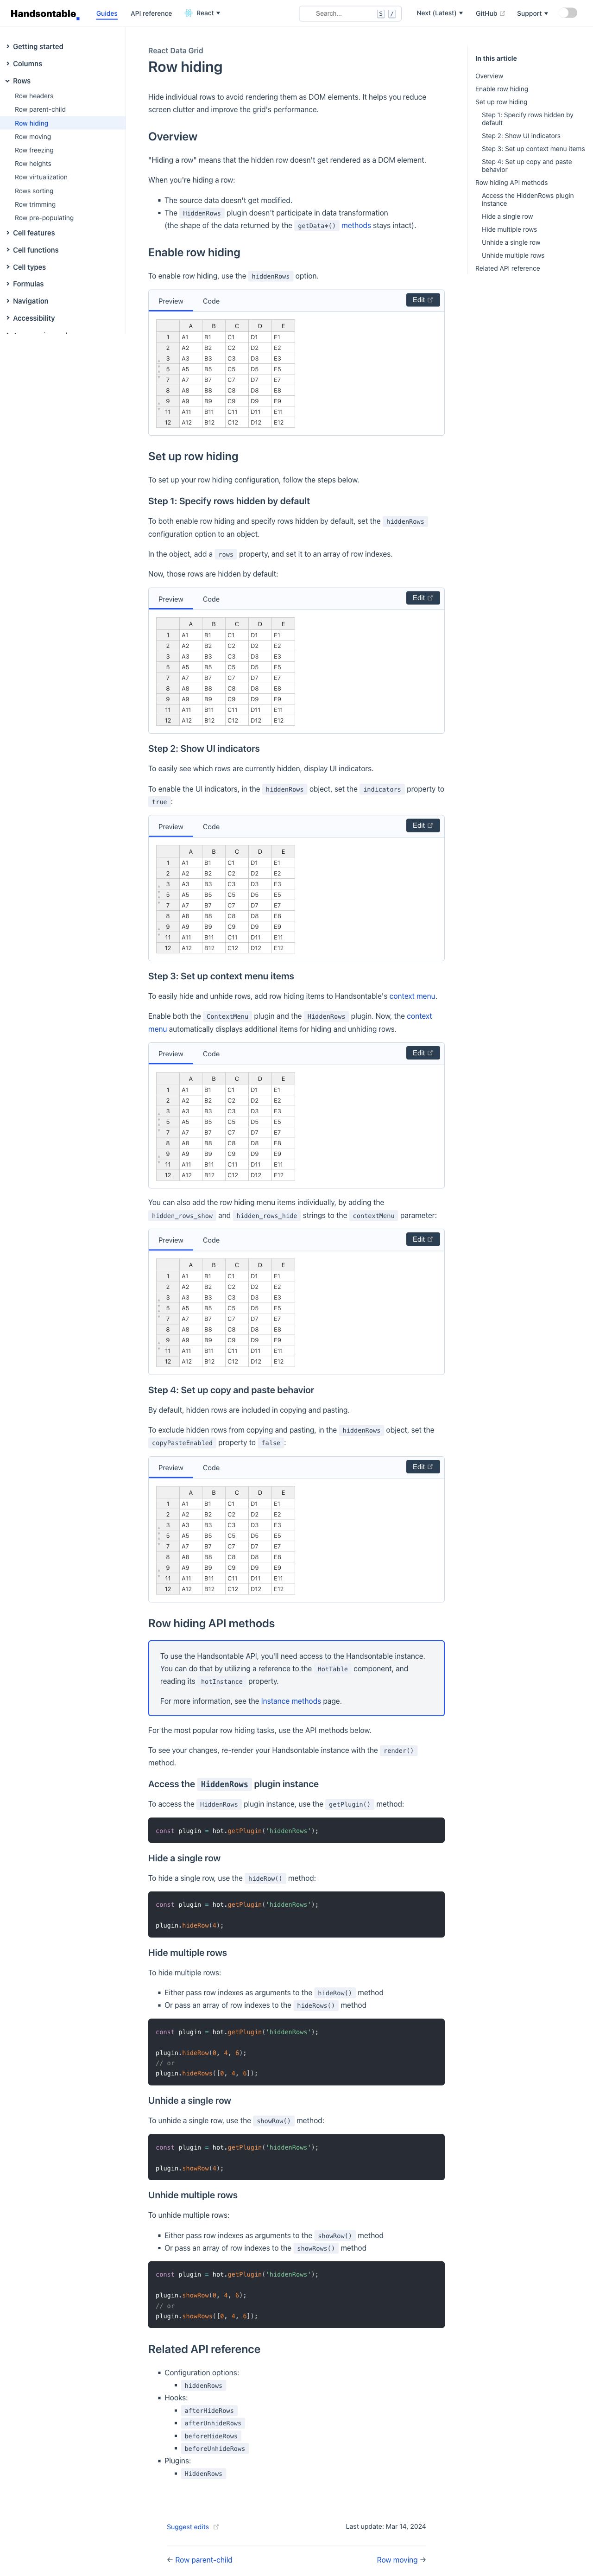 Handsontable
Guides
API reference
React
Search...
S
/
Next (Latest)
GitHub
Support
Getting started
Columns
Rows
Row headers
Row parent-child
Row hiding
Row moving
Row freezing
Row heights
Row virtualization
Rows sorting
Row trimming
Row pre-populating
Cell features
Cell functions
Cell types
Formulas
Navigation
Accessibility
React Data Grid
Row hiding
Hide individual rows to avoid rendering them as DOM elements. It helps you reduce
screen clutter and improve the grid's performance.
Overview
"Hiding a row" means that the hidden row doesn't get rendered as a DOM element.
When you're hiding a row:
The source data doesn't get modified.
The HiddenRows plugin doesn't participate in data transformation
(the shape of the data returned by the getData*() methods stays intact).
Enable row hiding
To enable row hiding, use the hiddenRows option.
Preview Code Edit
A B C D E
1 A1 B1 C1 D1 E1
2 A2 B2 C2 D2 E2
3 A3 B3 C3 D3 E3
5 A5 B5 C5 D5 E5
7 A7 B7 C7 D7 E7
8 A8 B8 C8 D8 E8
9 A9 B9 C9 D9 E9
11 A11 B11 C11 D11 E11
12 A12 B12 C12 D12 E12
Set up row hiding
To set up your row hiding configuration, follow the steps below.
Step 1: Specify rows hidden by default
To both enable row hiding and specify rows hidden by default, set the hiddenRows
configuration option to an object.
In the object, add a rows property, and set it to an array of row indexes.
Now, those rows are hidden by default:
Preview Code Edit
A B C D E
1 A1 B1 C1 D1 E1
2 A2 B2 C2 D2 E2
3 A3 B3 C3 D3 E3
5 A5 B5 C5 D5 E5
7 A7 B7 C7 D7 E7
8 A8 B8 C8 D8 E8
9 A9 B9 C9 D9 E9
11 A11 B11 C11 D11 E11
12 A12 B12 C12 D12 E12
Step 2: Show UI indicators
To easily see which rows are currently hidden, display UI indicators.
To enable the UI indicators, in the hiddenRows object, set the indicators property to
true:
Preview Code Edit
A B C D E
1 A1 B1 C1 D1 E1
2 A2 B2 C2 D2 E2
3 A3 B3 C3 D3 E3
5 A5 B5 C5 D5 E5
7 A7 B7 C7 D7 E7
8 A8 B8 C8 D8 E8
9 A9 B9 C9 D9 E9
11 A11 B11 C11 D11 E11
12 A12 B12 C12 D12 E12
Step 3: Set up context menu items
To easily hide and unhide rows, add row hiding items to Handsontable's context menu.
Enable both the ContextMenu plugin and the HiddenRows plugin. Now, the context
menu automatically displays additional items for hiding and unhiding rows.
Preview Code Edit
A B C D E
1 A1 B1 C1 D1 E1
2 A2 B2 C2 D2 E2
3 A3 B3 C3 D3 E3
5 A5 B5 C5 D5 E5
7 A7 B7 C7 D7 E7
8 A8 B8 C8 D8 E8
9 A9 B9 C9 D9 E9
11 A11 B11 C11 D11 E11
12 A12 B12 C12 D12 E12
You can also add the row hiding menu items individually, by adding the
hidden_rows_show and hidden_rows_hide strings to the contextMenu parameter:
Preview Code Edit
A B C D E
1 A1 B1 C1 D1 E1
2 A2 B2 C2 D2 E2
3 A3 B3 C3 D3 E3
5 A5 B5 C5 D5 E5
7 A7 B7 C7 D7 E7
8 A8 B8 C8 D8 E8
9 A9 B9 C9 D9 E9
11 A11 B11 C11 D11 E11
12 A12 B12 C12 D12 E12
Step 4: Set up copy and paste behavior
By default, hidden rows are included in copying and pasting.
To exclude hidden rows from copying and pasting, in the hiddenRows object, set the
copyPasteEnabled property to false:
Preview Code Edit
A B C D E
1 A1 B1 C1 D1 E1
2 A2 B2 C2 D2 E2
3 A3 B3 C3 D3 E3
5 A5 B5 C5 D5 E5
7 A7 B7 C7 D7 E7
8 A8 B8 C8 D8 E8
9 A9 B9 C9 D9 E9
11 A11 B11 C11 D11 E11
12 A12 B12 C12 D12 E12
Row hiding API methods
To use the Handsontable API, you'll need access to the Handsontable instance.
You can do that by utilizing a reference to the HotTable component, and
reading its hotInstance property.
For more information, see the Instance methods page.
For the most popular row hiding tasks, use the API methods below.
To see your changes, re-render your Handsontable instance with the render()
method.
Access the HiddenRows plugin instance
To access the HiddenRows plugin instance, use the getPlugin() method:
const plugin = hot.getPlugin('hiddenRows');
Hide a single row
To hide a single row, use the hideRow() method:
const plugin = hot.getPlugin('hiddenRows');
plugin.hideRow(4);
Hide multiple rows
To hide multiple rows:
Either pass row indexes as arguments to the hideRow() method
Or pass an array of row indexes to the hideRows() method
const plugin = hot.getPlugin('hiddenRows');
plugin.hideRow(0, 4, 6);
// or
plugin.hideRows([0, 4, 6]);
Unhide a single row
To unhide a single row, use the showRow() method:
const plugin = hot.getPlugin('hiddenRows');
plugin.showRow(4);
Unhide multiple rows
To unhide multiple rows:
Either pass row indexes as arguments to the showRow() method
Or pass an array of row indexes to the showRows() method
const plugin = hot.getPlugin('hiddenRows');
plugin.showRow(0, 4, 6);
// or
plugin.showRows([0, 4, 6]);
Related API reference
Configuration options:
hiddenRows
Hooks:
afterHideRows
afterUnhideRows
beforeHideRows
beforeUnhideRows
Plugins:
HiddenRows
Suggest edits
Last update: Mar 14, 2024
← Row parent-child
Row moving →
In this article
Overview
Enable row hiding
Set up row hiding
Step 1: Specify rows hidden by
default
Step 2: Show UI indicators
Step 3: Set up context menu items
Step 4: Set up copy and paste
behavior
Row hiding API methods
Access the HiddenRows plugin
instance
Hide a single row
Hide multiple rows
Unhide a single row
Unhide multiple rows
Related API reference